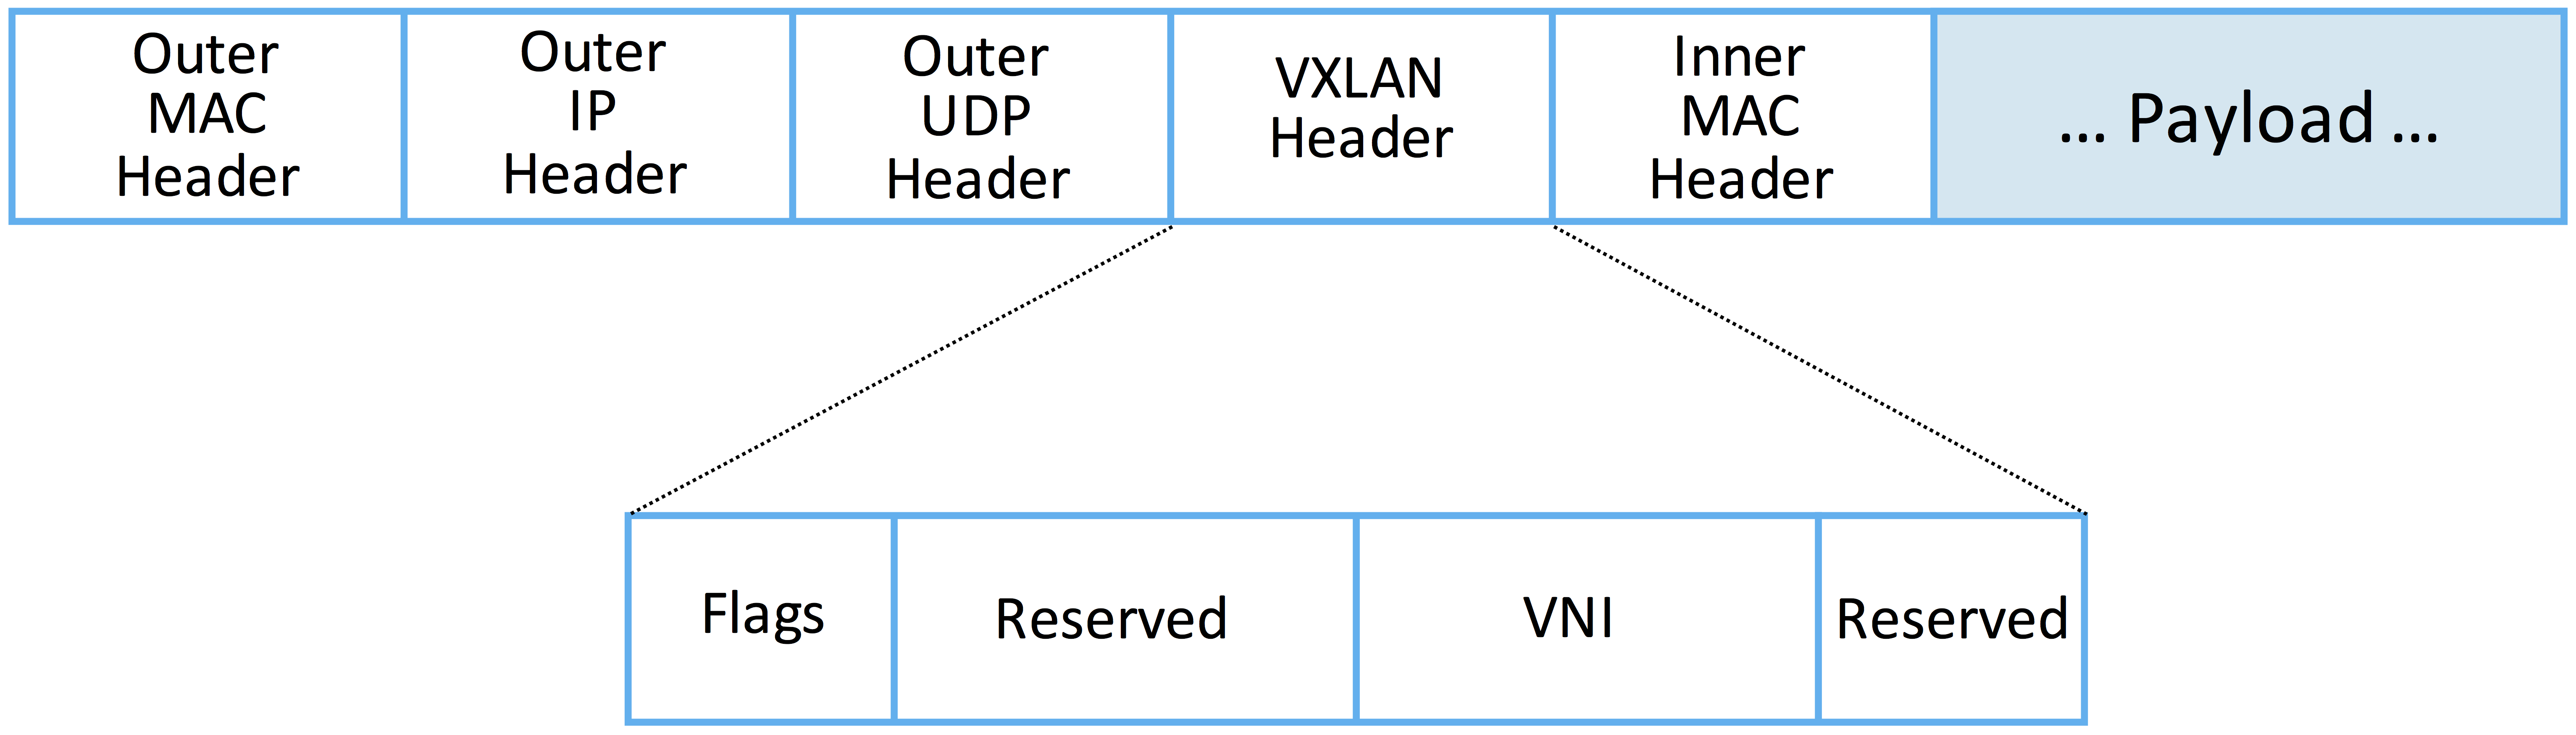 Outer
MAC
Header
Outer
IP
Header
Outer
UDP
Header
VXLAN
Header
Inner
MAC
Header
... Payload ...
Flags
Reserved
VNI
Reserved